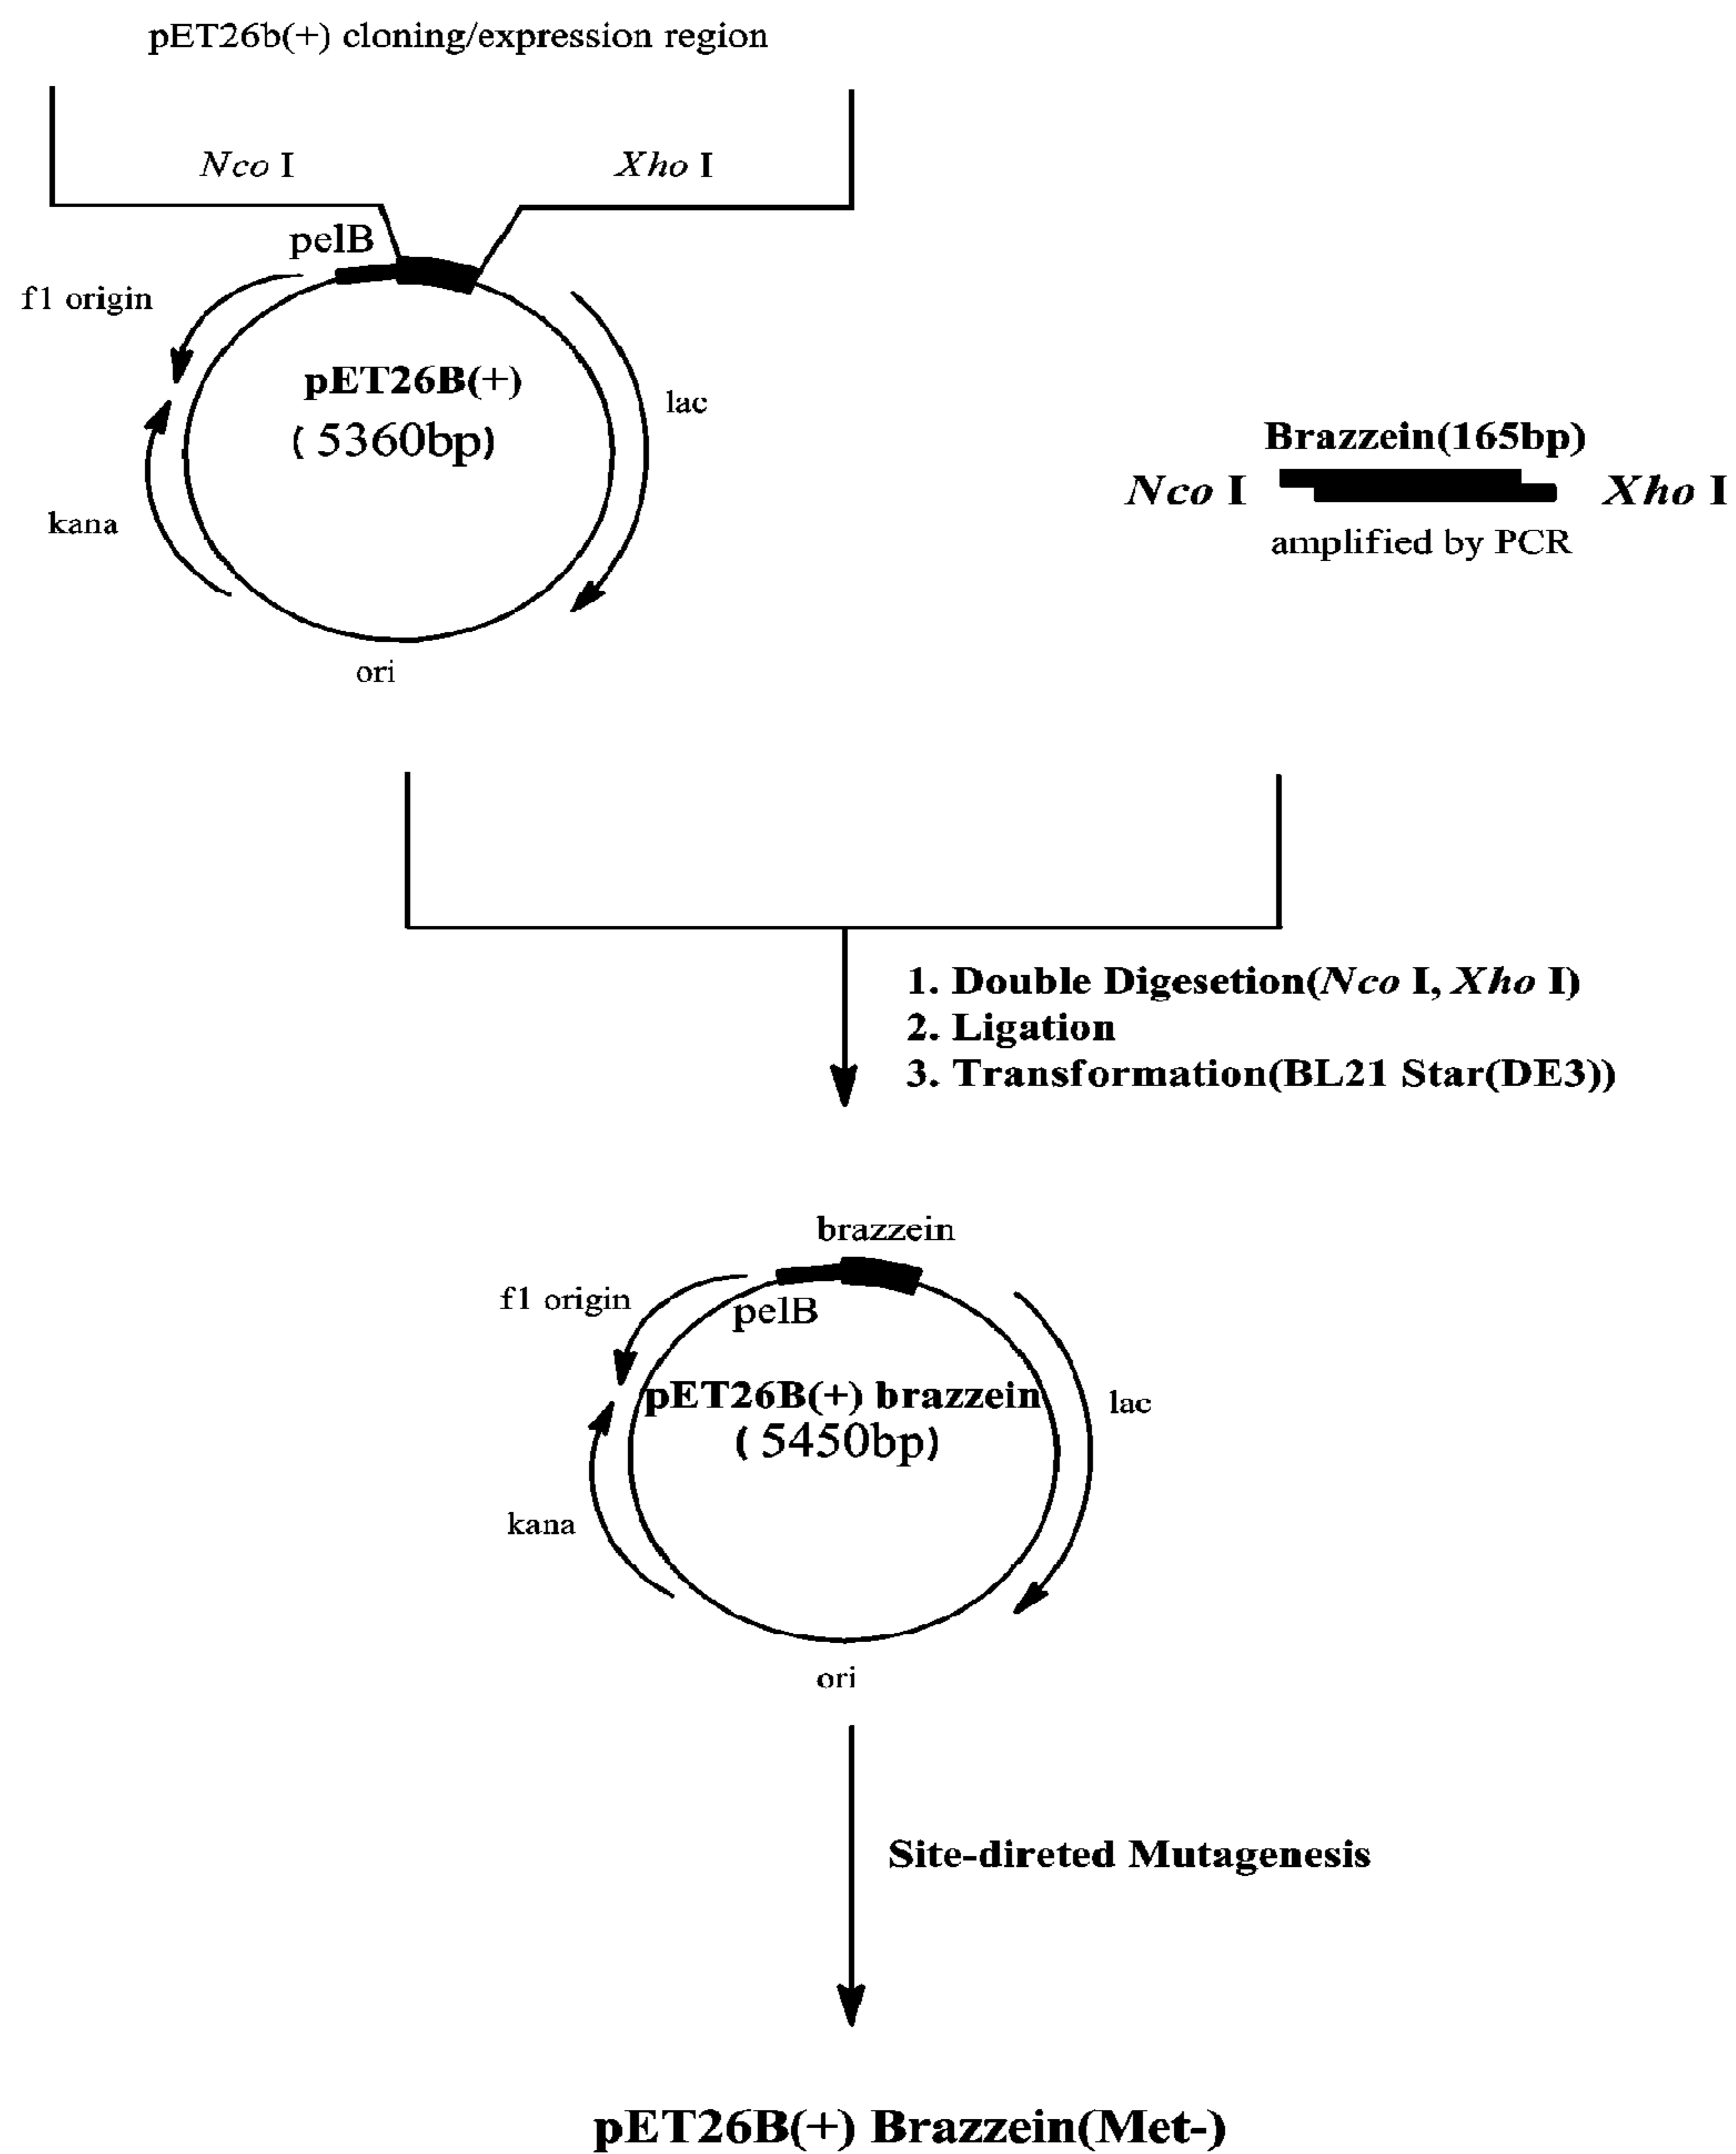 pET26b(+) cloning/expression region
Nco I
Xho I
pelB
f1 origin
pET26B(+)
( 5360bp)
lac
kana
ori
Brazzein(165bp)
Nco I
Xho I
amplified by PCR
1. Double Digesetion(Nco I, Xho I)
2. Ligation
3. Transformation(BL21 Star(DE3))
brazzein
f1 origin
pelB
pET26B(+) brazzein
( 5450bp)
lac
kana
ori
Site-direted Mutagenesis
pET26B(+) Brazzein(Met-)